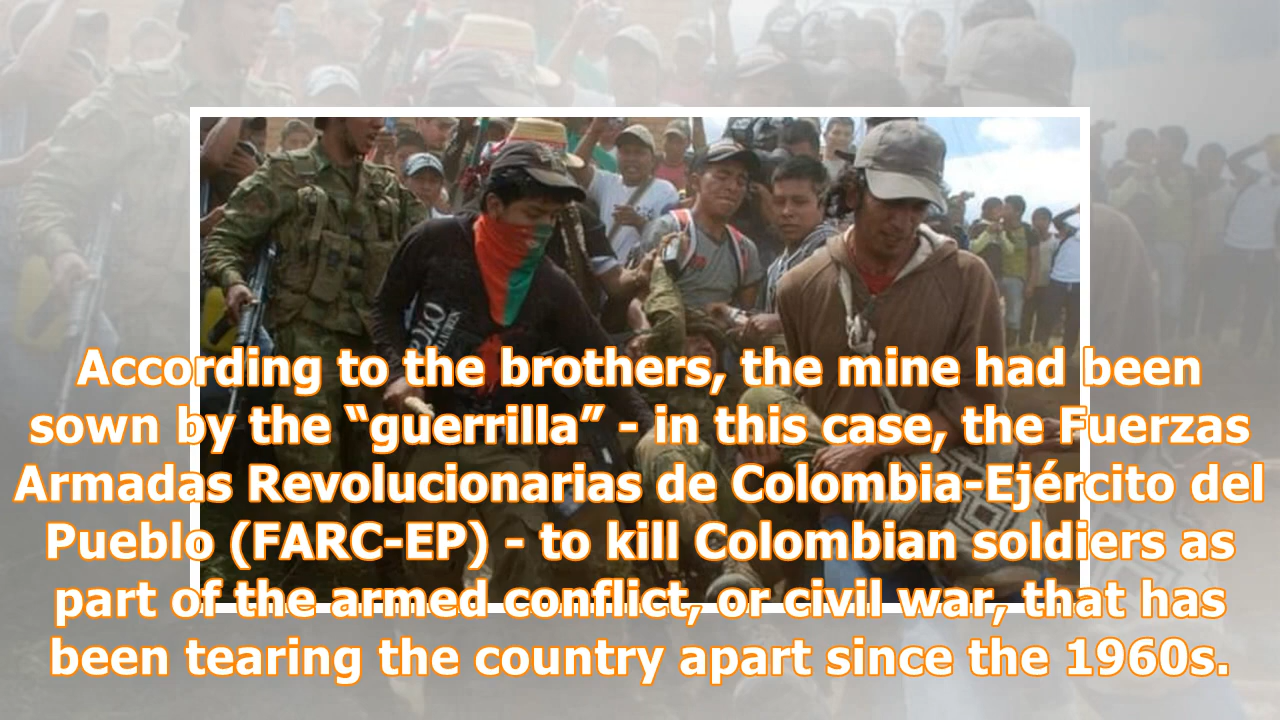 According to the brothers, the mine had been
sown by the “guerrilla” - in this case, the Fuerzas
Armadas Revolucionarias de Colombia-Ejército del
Pueblo (FARC-EP) - to kill Colombian soldiers as
part of the armed conflict, or civil war, that has
been tearing the country apart since the 1960s.